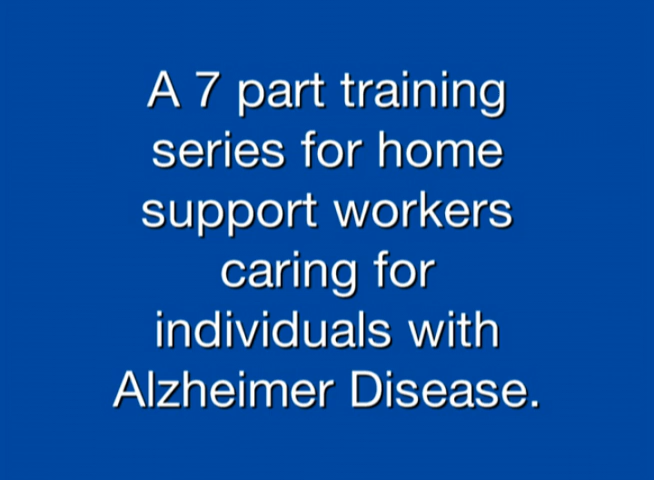 A 7 part training
series for home
support workers
caring for
individuals with
Alzheimer Disease.